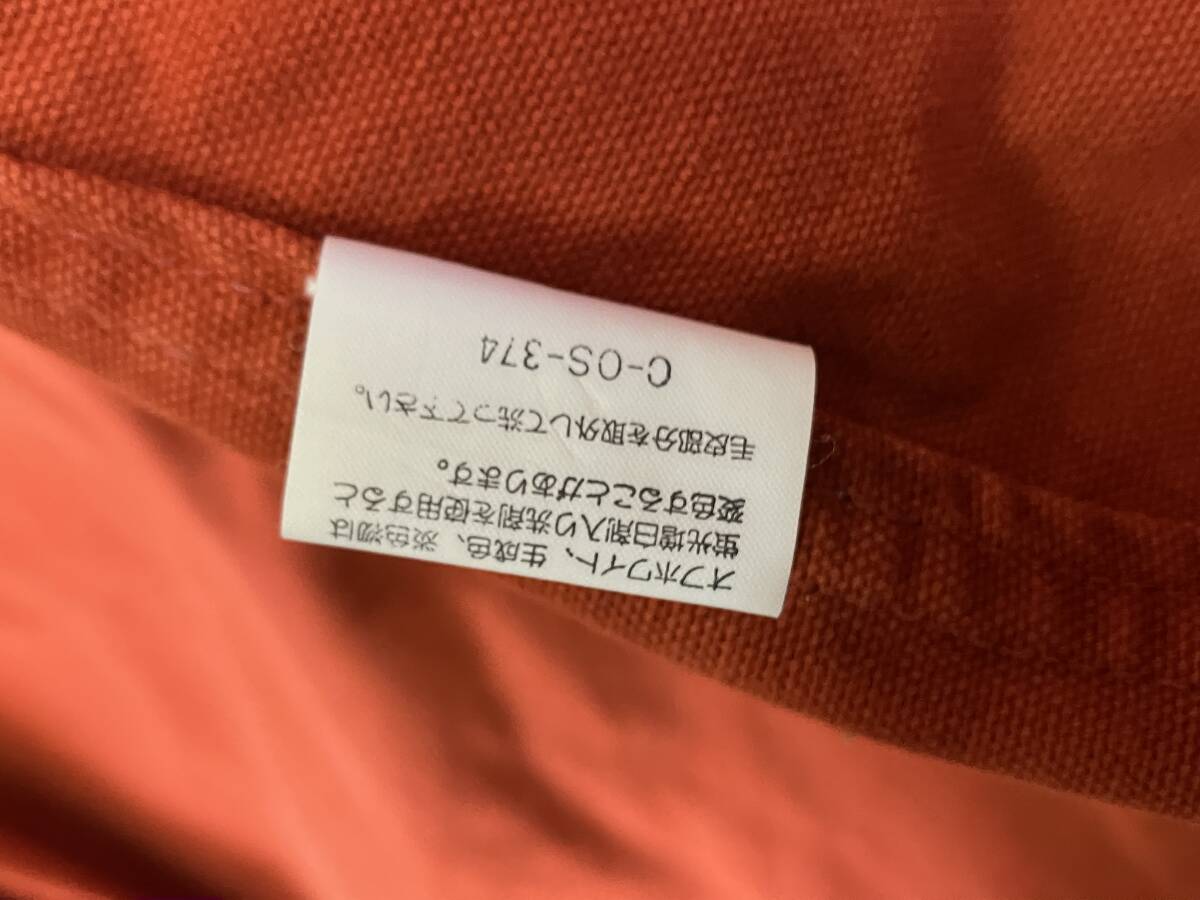 オフホワイト、生成色、淡色物は
蛍光増白剤入り洗剤を使用すると
変色することがあります。
毛皮部分を取外して洗って下さい。
C-OS-374